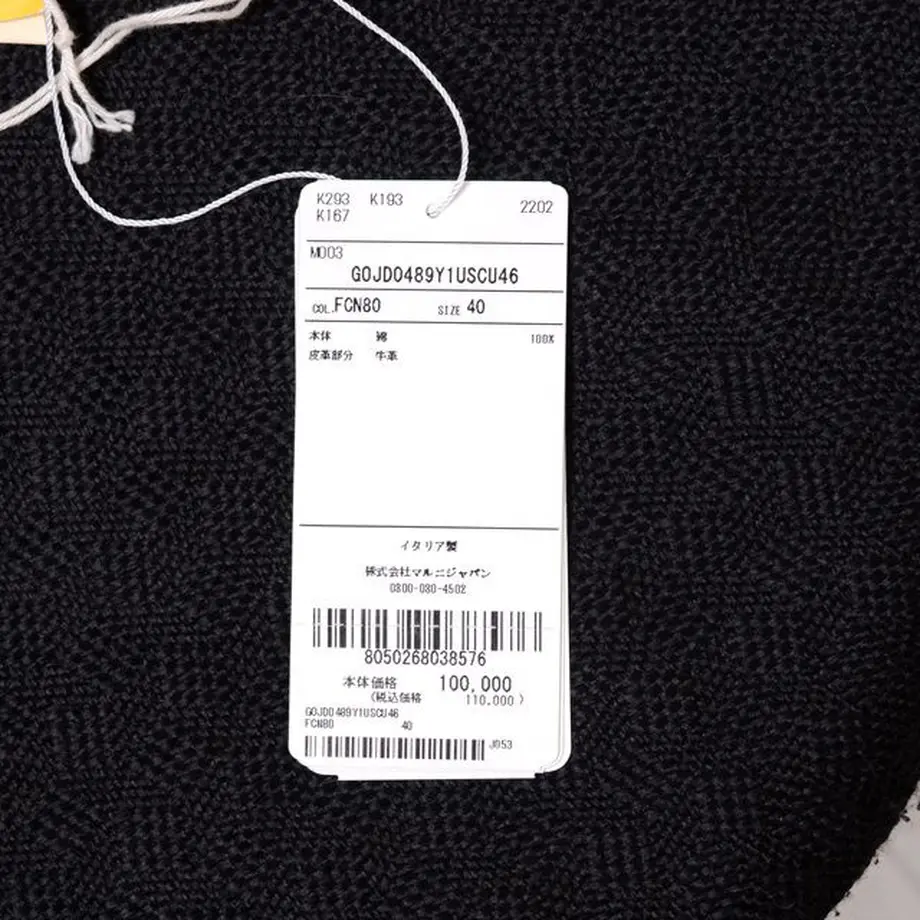 K293 K193
K167
2202
M003
G0JD0489Y1USCU46
COL.FCN80 SIZE 40
本体 綿 100%
皮革部分 牛革
イタリア製
株式会社マルニジャパン
0800-080-4502
8050268038576
本体価格 100,000
(税込価格 110,000)
G0JD0489Y1USCU46
FCN80 40
J053